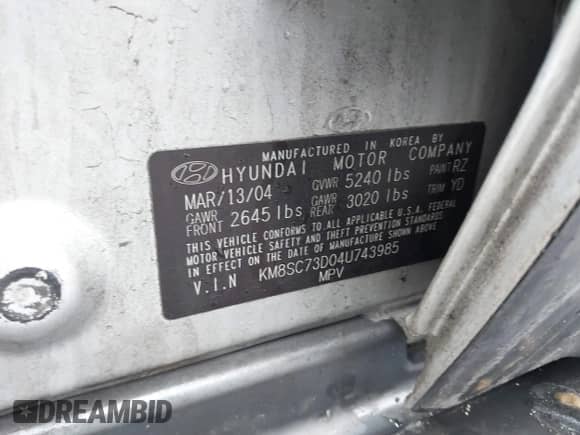 MANUFACTURED IN KOREA BY
HYUNDAI MOTOR COMPANY
MAR/13/04 GVWR 5240 lbs PAINT RZ
GAWR FRONT 2645 lbs GAWR REAR 3020 lbs TRIM YD
THIS VEHICLE CONFORMS TO ALL APPLICABLE U.S.A. FEDERAL
MOTOR VEHICLE SAFETY AND THEFT PREVENTION STANDARDS
IN EFFECT ON THE DATE OF MANUFACTURE SHOWN ABOVE.
V.I.N KM8SC73D04U743985
MPV
DREAMBID